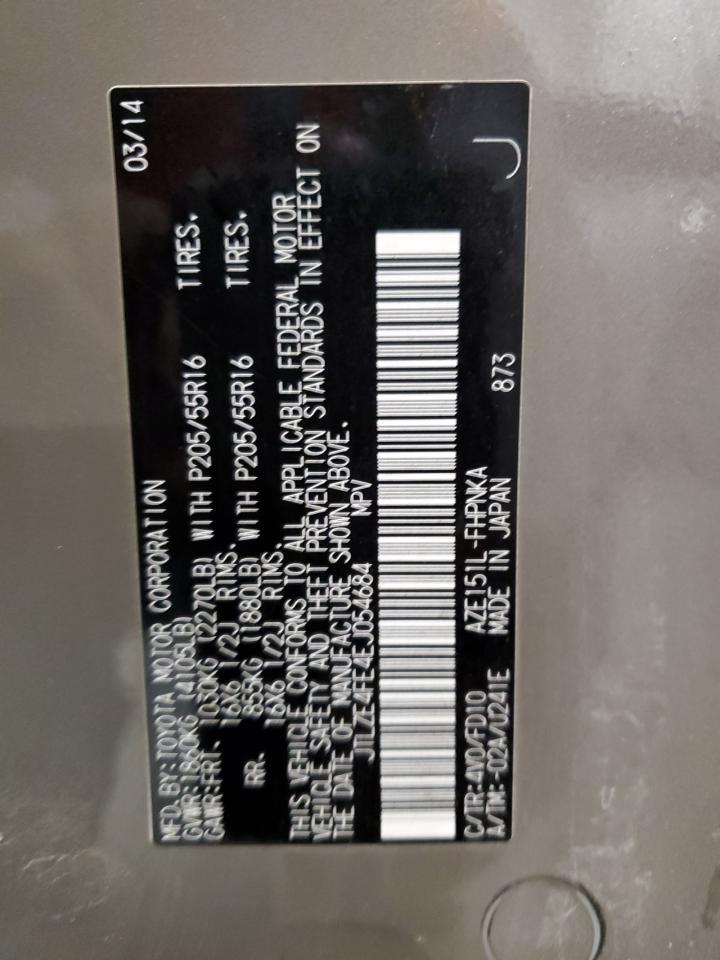 MFD. BY: TOYOTA MOTOR CORPORATION 03/14
GVWR: 1860KG (4105LB)
GAWR: FRT. 1030KG (2270LB) WITH P205/55R16 TIRES.
16X6 1/2J RIMS.
RR. 855KG (1880LB) WITH P205/55R16 TIRES.
16X6 1/2J RIMS.
THIS VEHICLE CONFORMS TO ALL APPLICABLE FEDERAL MOTOR
VEHICLE SAFETY AND THEFT PREVENTION STANDARDS IN EFFECT ON
THE DATE OF MANUFACTURE SHOWN ABOVE.
JTLZE4FE4EJ054684 MPV
C/TR: 4V0/FD10 AZE151L-FHPNKA
A/TM: -02A/U241E MADE IN JAPAN 873 J